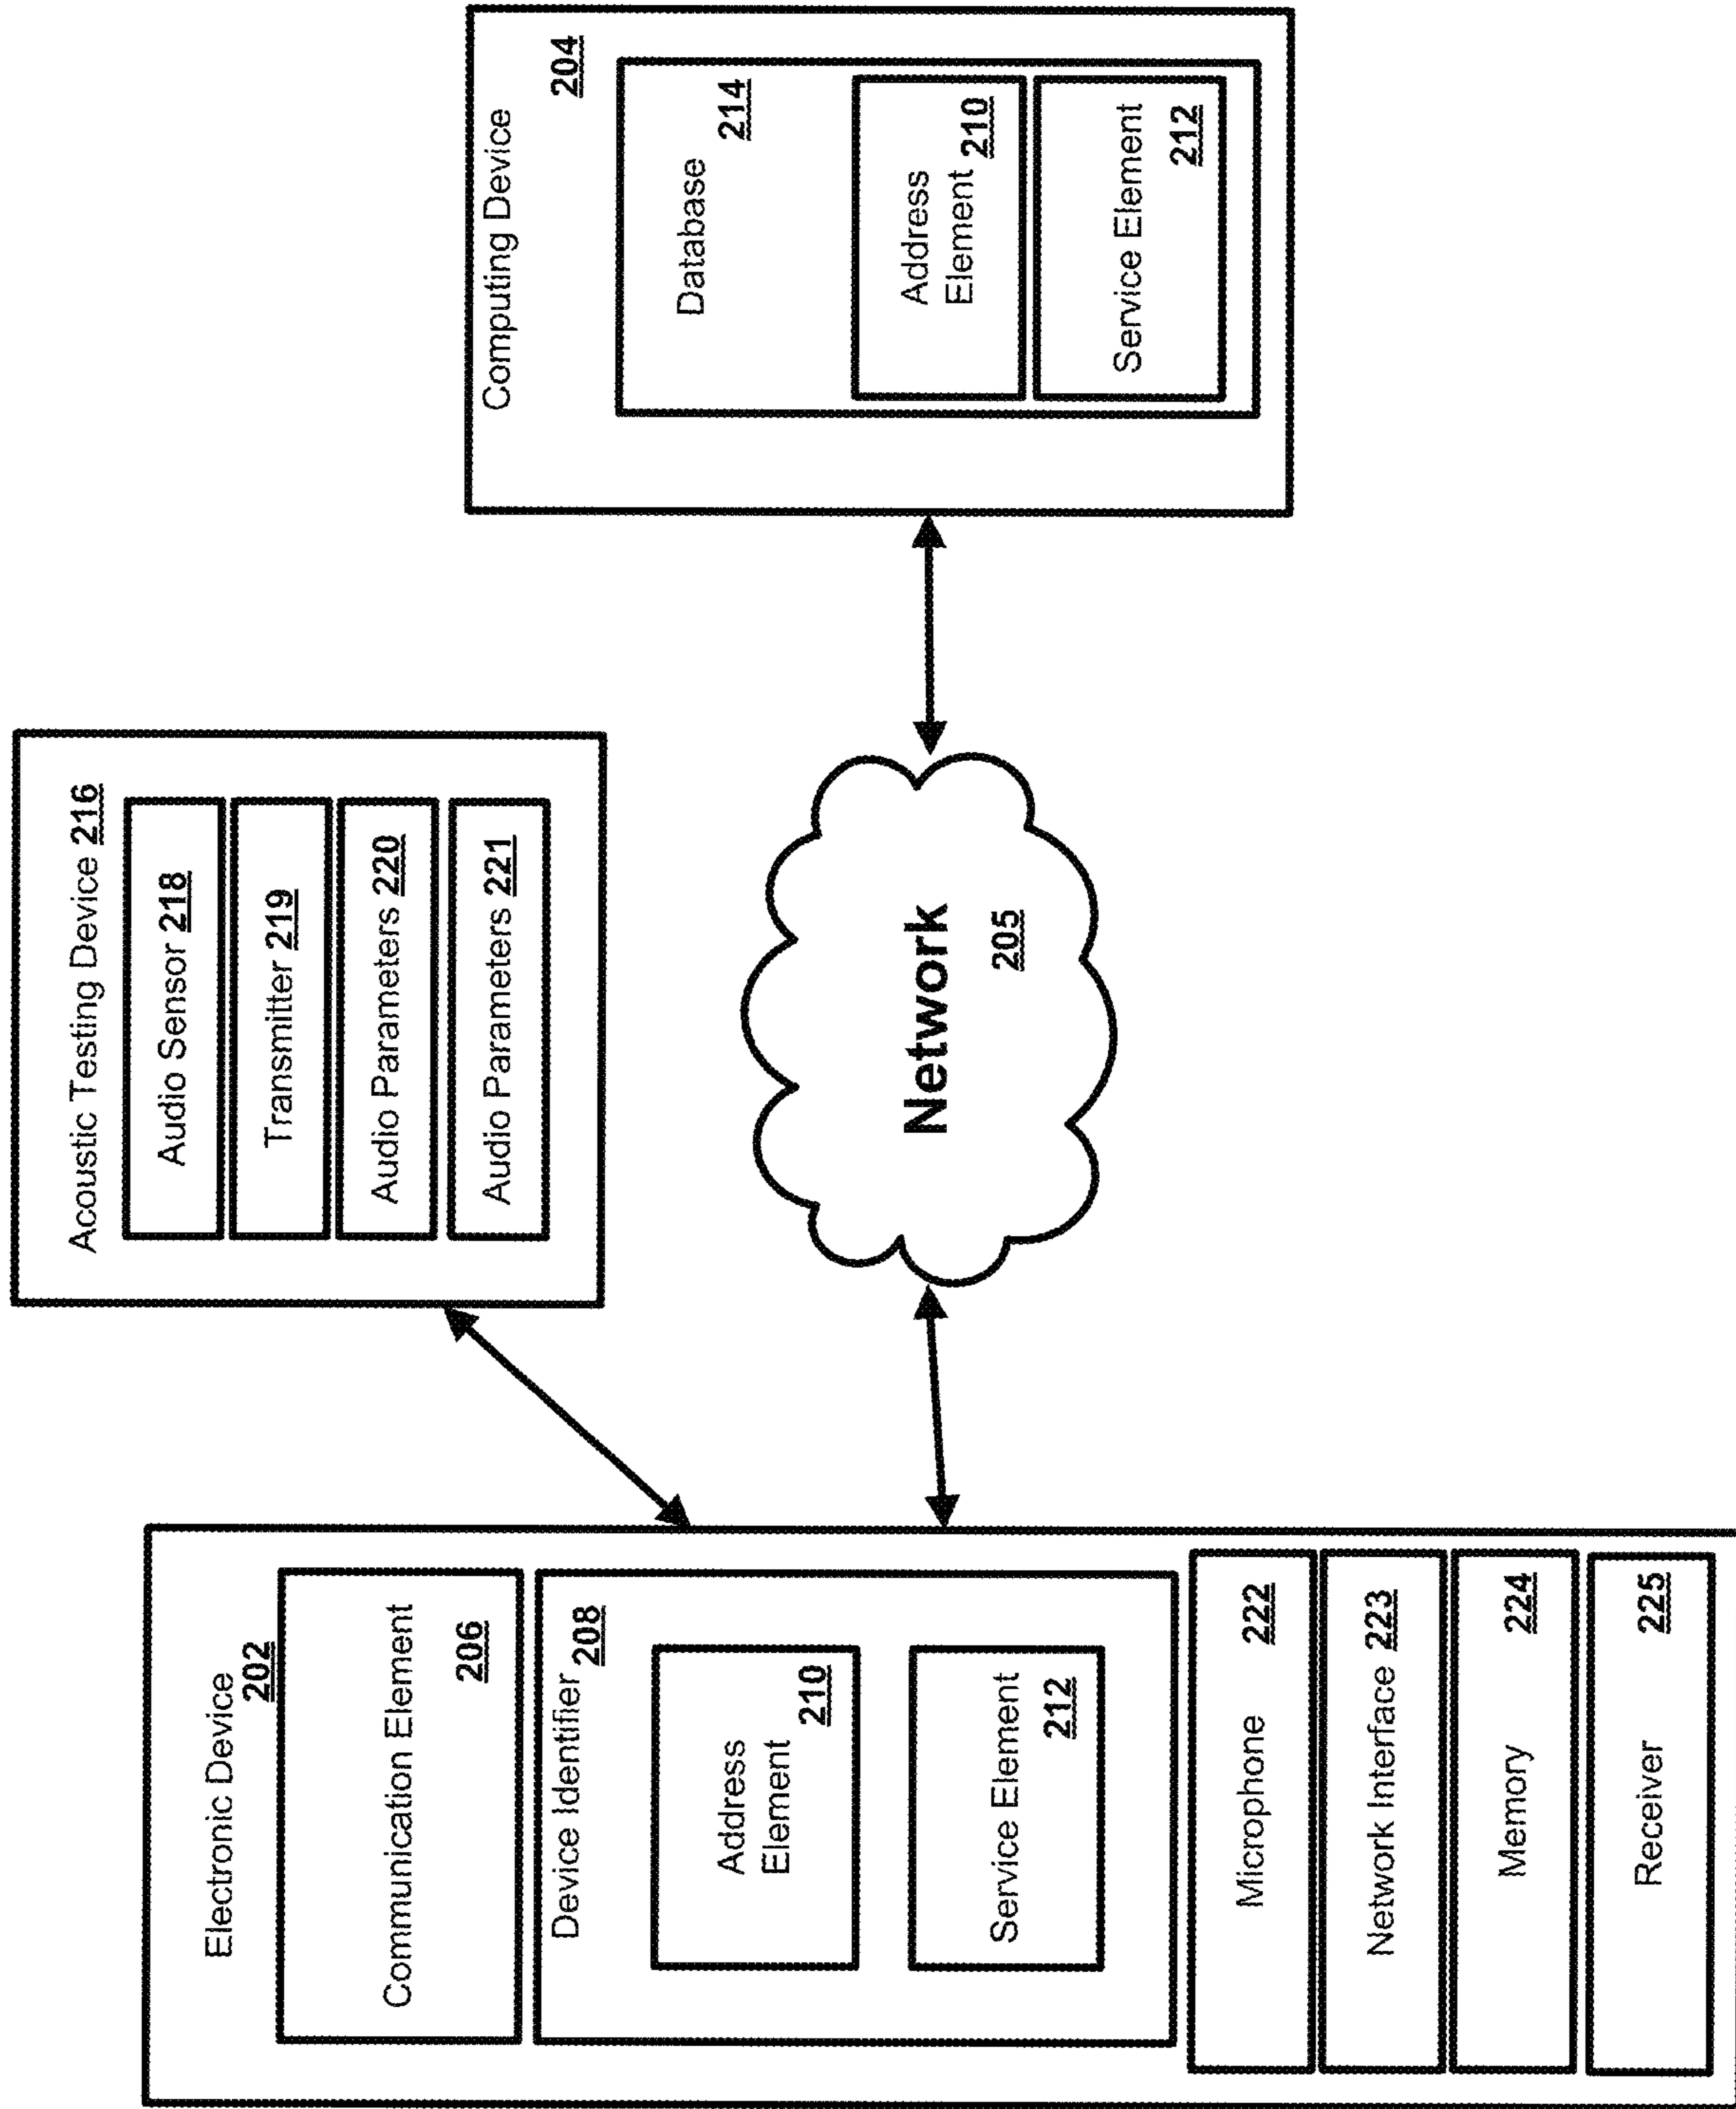 Electronic Device
202
Communication Element
206
Device Identifier 208
Address
Element
210
Service Element
212
Microphone
222
Network Interface 223
Memory
224
Receiver
225
Acoustic Testing Device 216
Audio Sensor 218
Transmitter 219
Audio Parameters 220
Audio Parameters 221
Network
205
Computing Device
204
Database
214
Address
Element 210
Service Element
212